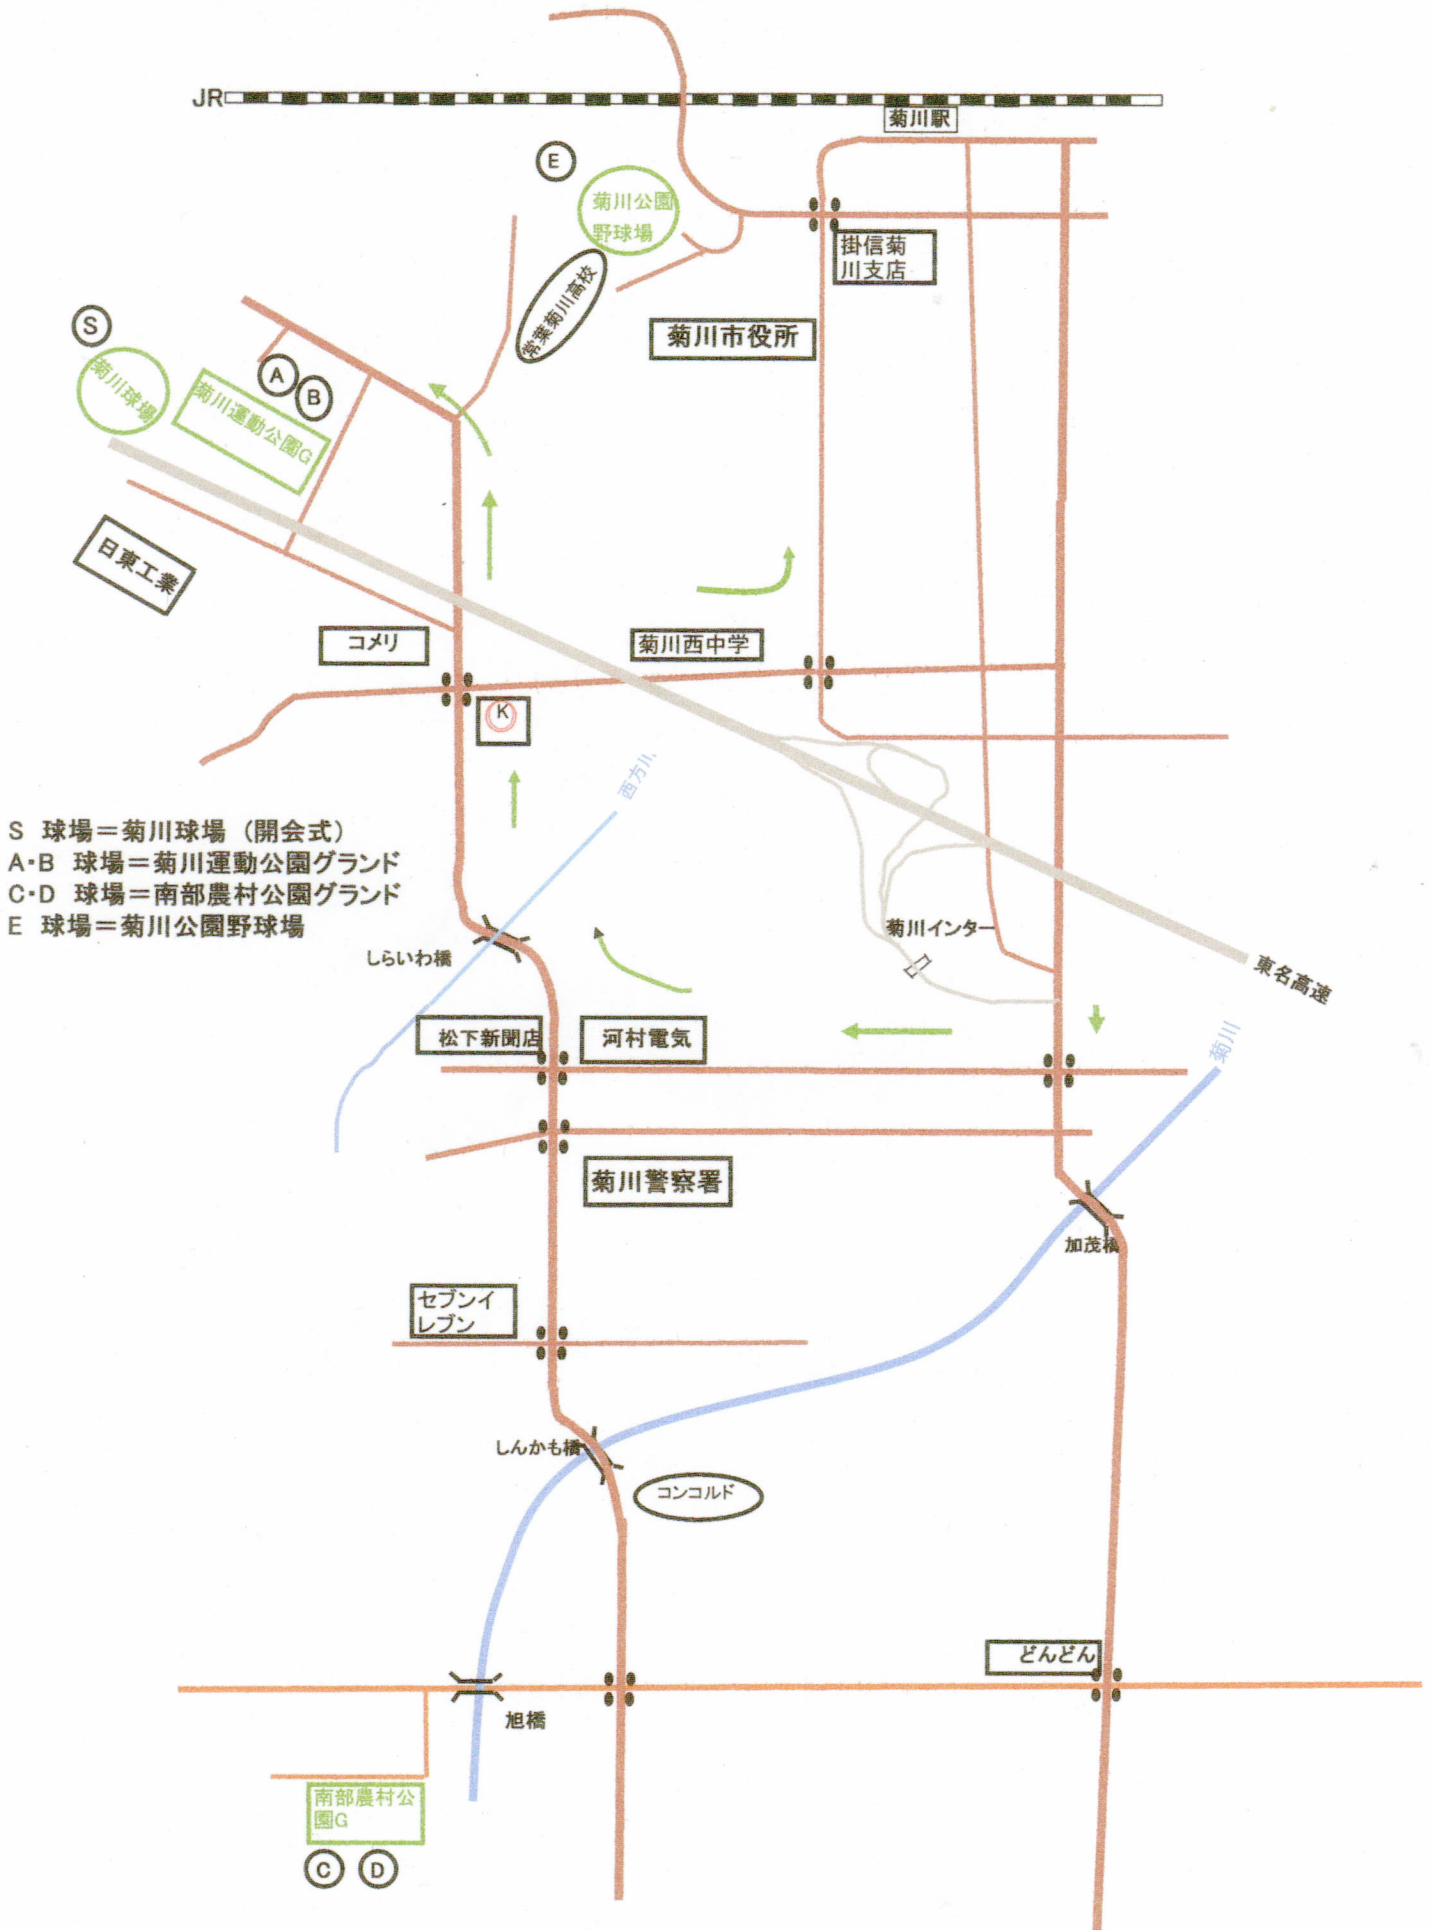 JR
菊川駅
E
菊川公園
野球場
掛信菊
川支店
常葉菊川高校
S
菊川市役所
菊川球場
A
B
菊川運動公園G
日東工業
コメリ
菊川西中学
K
西方川
S 球場＝菊川球場 （開会式）
A・B 球場＝菊川運動公園グランド
C・D 球場＝南部農村公園グランド
E 球場＝菊川公園野球場
しらいわ橋
菊川インター
東名高速
松下新聞店
河村電気
菊川
菊川警察署
加茂橋
セブンイ
レブン
しんかも橋
コンコルド
どんどん
旭橋
南部農村公
園G
C
D